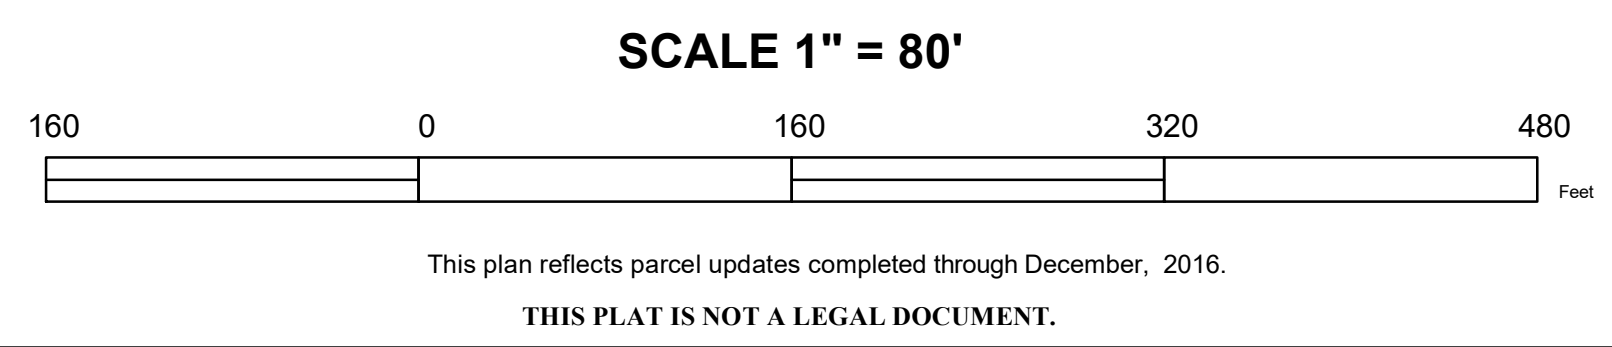 SCALE 1" = 80'
160 0 160 320 480
Feet
This plan reflects parcel updates completed through December,  2016.
THIS PLAT IS NOT A LEGAL DOCUMENT.